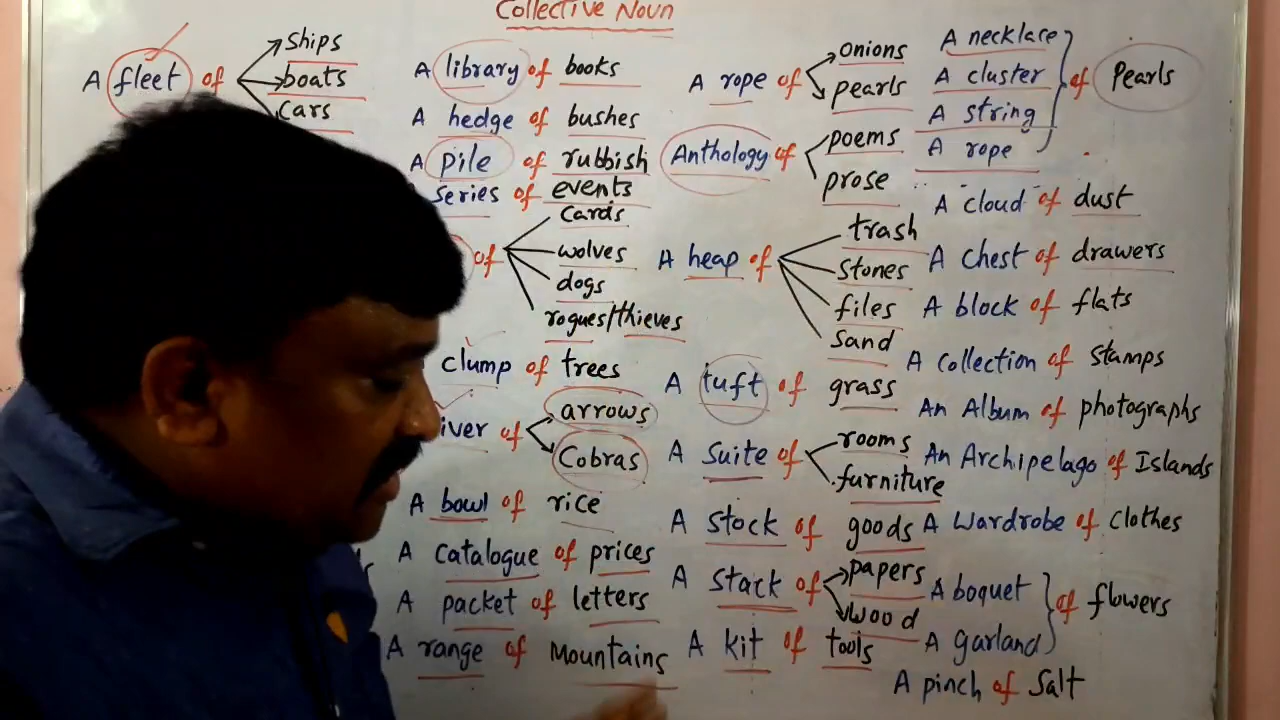 Collective Noun
A fleet of
ships
boats
cars
A library of books
A hedge of bushes
A pile of rubbish
series of events
of
cards
wolves
dogs
rogues/thieves
clump of trees
iver of
arrows
Cobras
A bowl of rice
A catalogue of prices
A packet of letters
A range of Mountains
A rope of
onions
pearls
Anthology of
poems
prose
A heap of
trash
stones
files
sand
A tuft of grass
A suite of
rooms
furniture
A stock of goods
A stack of
papers
wood
A kit of tools
A necklace
A cluster
A string
A rope
of Pearls
A cloud of dust
A chest of drawers
A block of flats
A collection of stamps
An Album of photographs
An Archipelago of Islands
A Wardrobe of clothes
A boquet
A garland
of flowers
A pinch of Salt